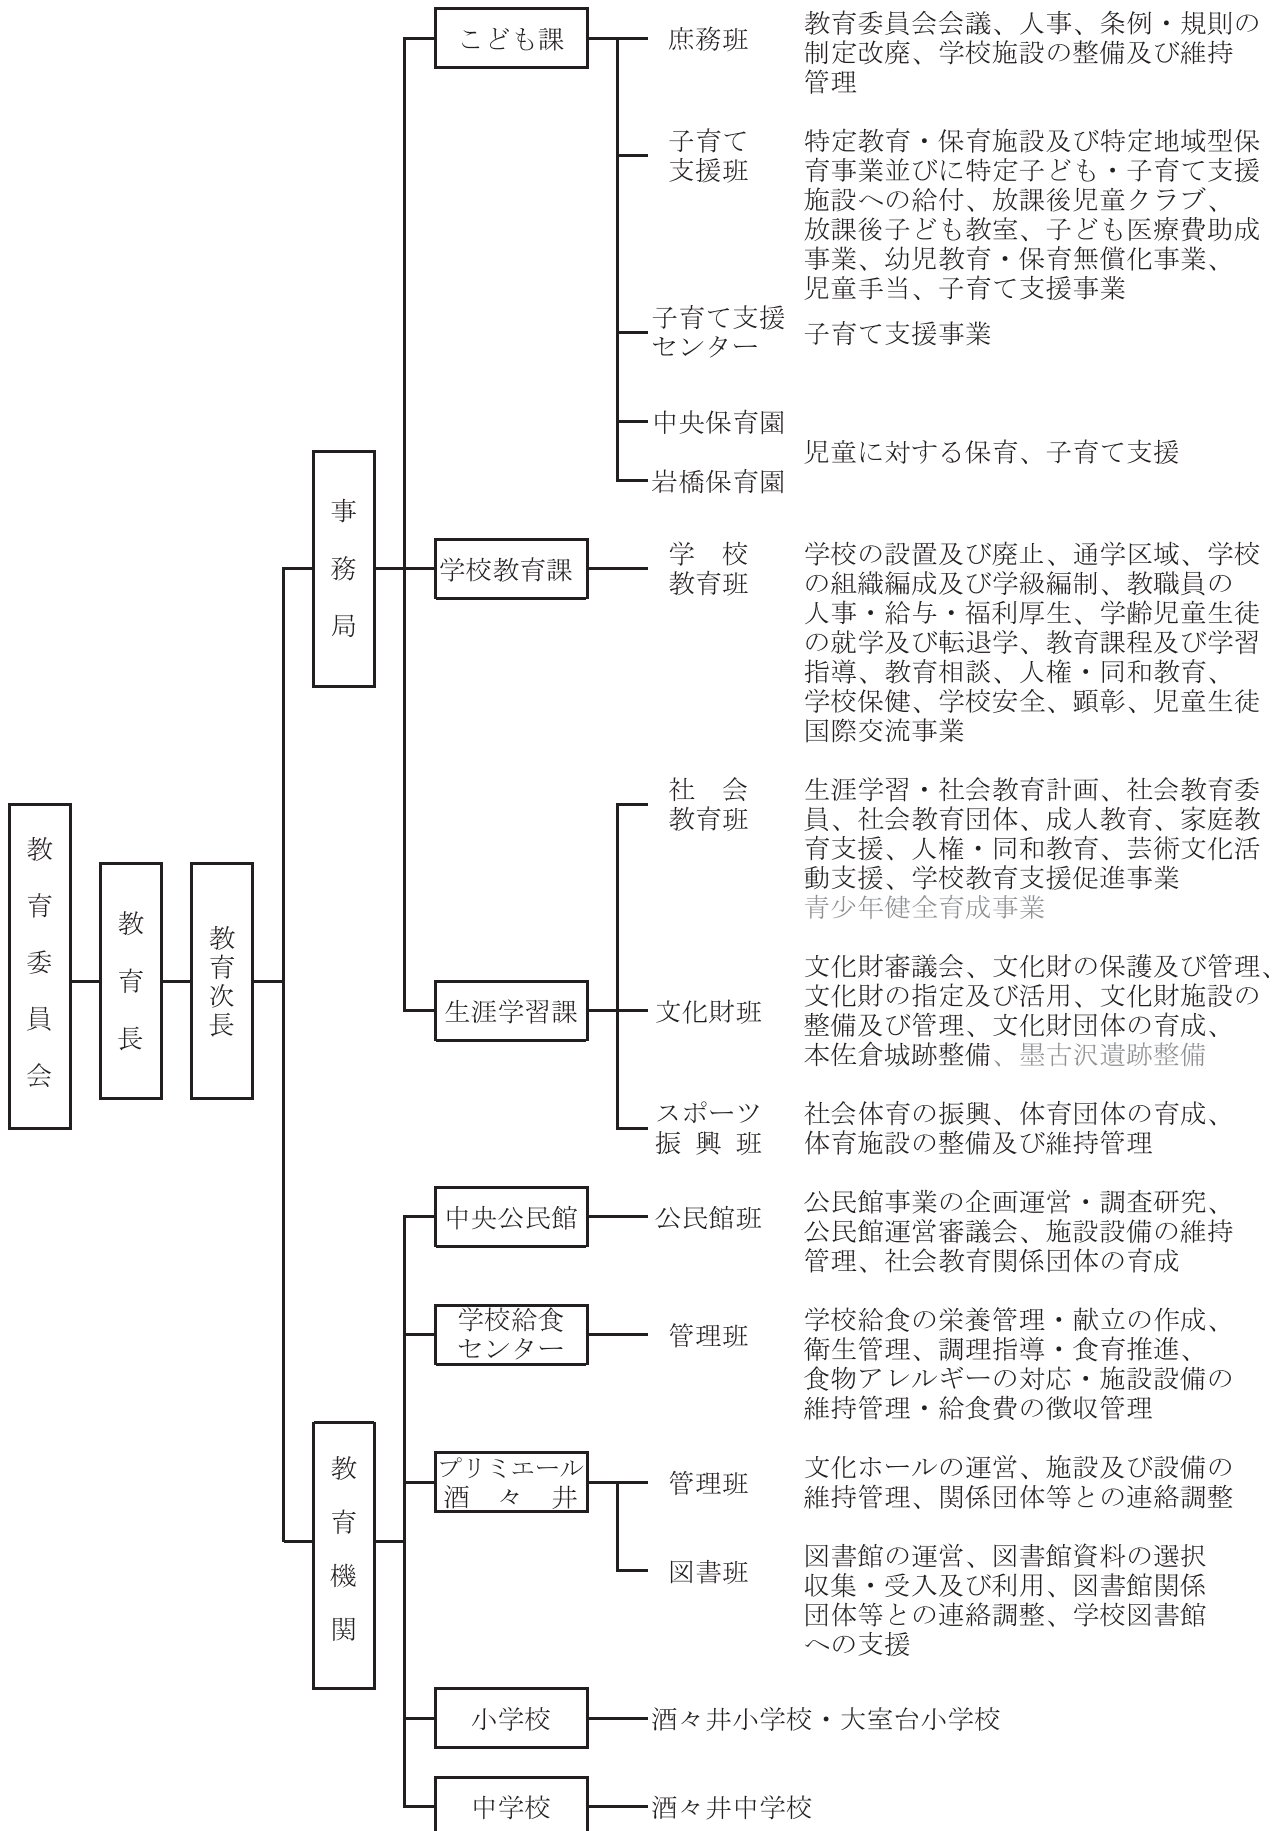 教育委員会
教育長
教育次長
事務局
こども課
庶務班
教育委員会会議、人事、条例・規則の
制定改廃、学校施設の整備及び維持
管理
子育て
支援班
特定教育・保育施設及び特定地域型保
育事業並びに特定子ども・子育て支援
施設への給付、放課後児童クラブ、
放課後子ども教室、子ども医療費助成
事業、幼児教育・保育無償化事業、
児童手当、子育て支援事業
子育て支援
センター
子育て支援事業
中央保育園
岩橋保育園
児童に対する保育、子育て支援
学校教育課
学　校
教育班
学校の設置及び廃止、通学区域、学校
の組織編成及び学級編制、教職員の
人事・給与・福利厚生、学齢児童生徒
の就学及び転退学、教育課程及び学習
指導、教育相談、人権・同和教育、
学校保健、学校安全、顕彰、児童生徒
国際交流事業
生涯学習課
社　会
教育班
生涯学習・社会教育計画、社会教育委
員、社会教育団体、成人教育、家庭教
育支援、人権・同和教育、芸術文化活
動支援、学校教育支援促進事業
青少年健全育成事業
文化財班
文化財審議会、文化財の保護及び管理、
文化財の指定及び活用、文化財施設の
整備及び管理、文化財団体の育成、
本佐倉城跡整備、墨古沢遺跡整備
スポーツ
振 興 班
社会体育の振興、体育団体の育成、
体育施設の整備及び維持管理
教育機関
中央公民館
公民館班
公民館事業の企画運営・調査研究、
公民館運営審議会、施設設備の維持
管理、社会教育関係団体の育成
学校給食
センター
管理班
学校給食の栄養管理・献立の作成、
衛生管理、調理指導・食育推進、
食物アレルギーの対応・施設設備の
維持管理・給食費の徴収管理
プリミエール
酒　々　井
管理班
文化ホールの運営、施設及び設備の
維持管理、関係団体等との連絡調整
図書班
図書館の運営、図書館資料の選択
収集・受入及び利用、図書館関係
団体等との連絡調整、学校図書館
への支援
小学校
酒々井小学校・大室台小学校
中学校
酒々井中学校